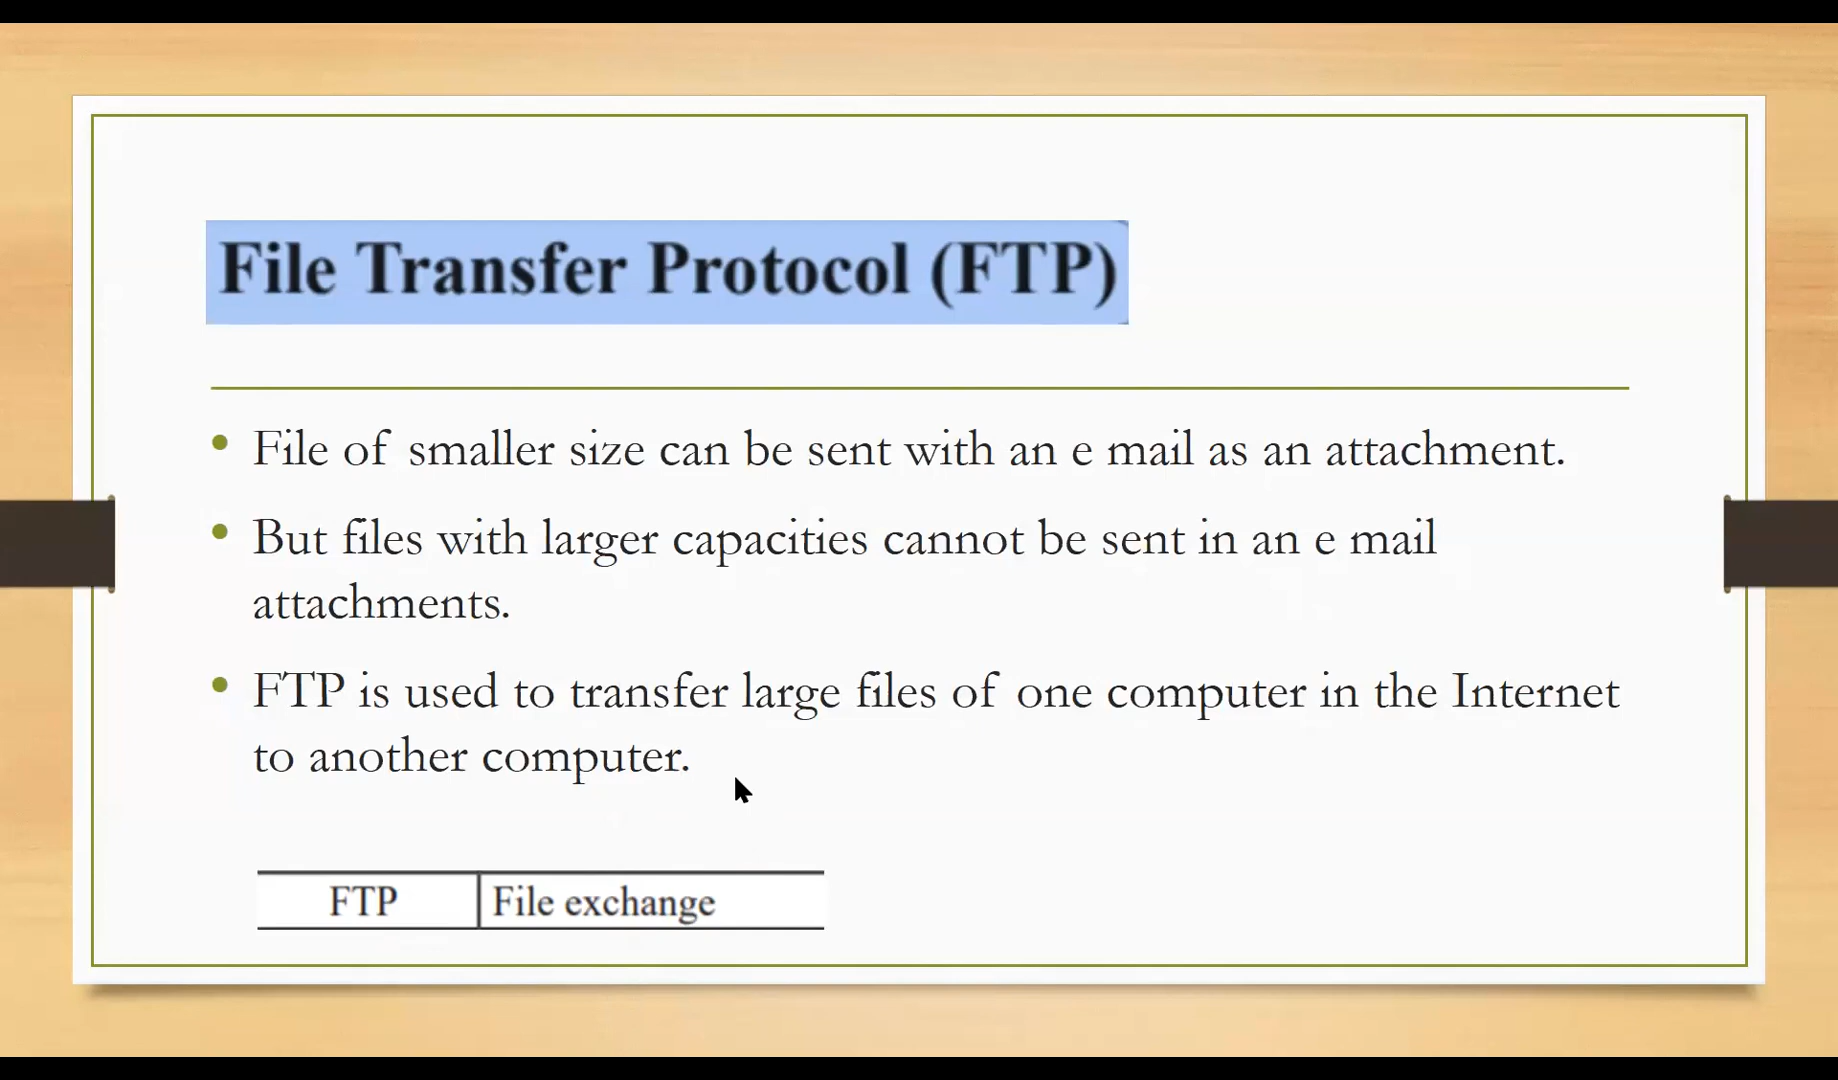 File Transfer Protocol (FTP)
• File of smaller size can be sent with an e mail as an attachment.
• But files with larger capacities cannot be sent in an e mail
attachments.
• FTP is used to transfer large files of one computer in the Internet
to another computer.
FTP | File exchange